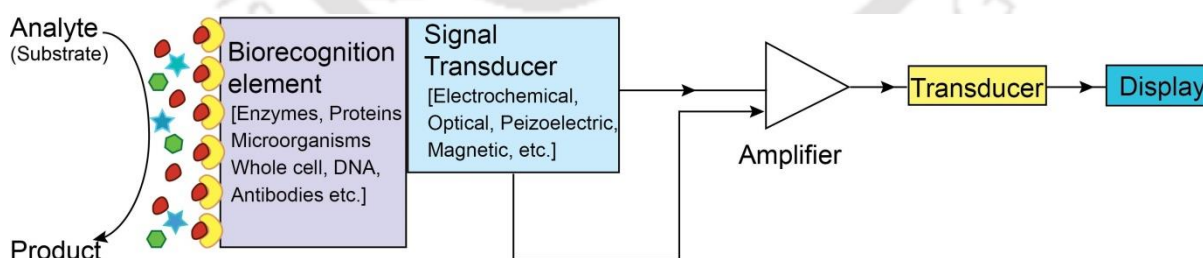 Analyte
(Substrate)
Product
Biorecognition
element
[Enzymes, Proteins
Microorganisms
Whole cell, DNA,
Antibodies etc.]
Signal
Transducer
[Electrochemical,
Optical, Peizoelectric,
Magnetic, etc.]
Amplifier
Transducer
Display